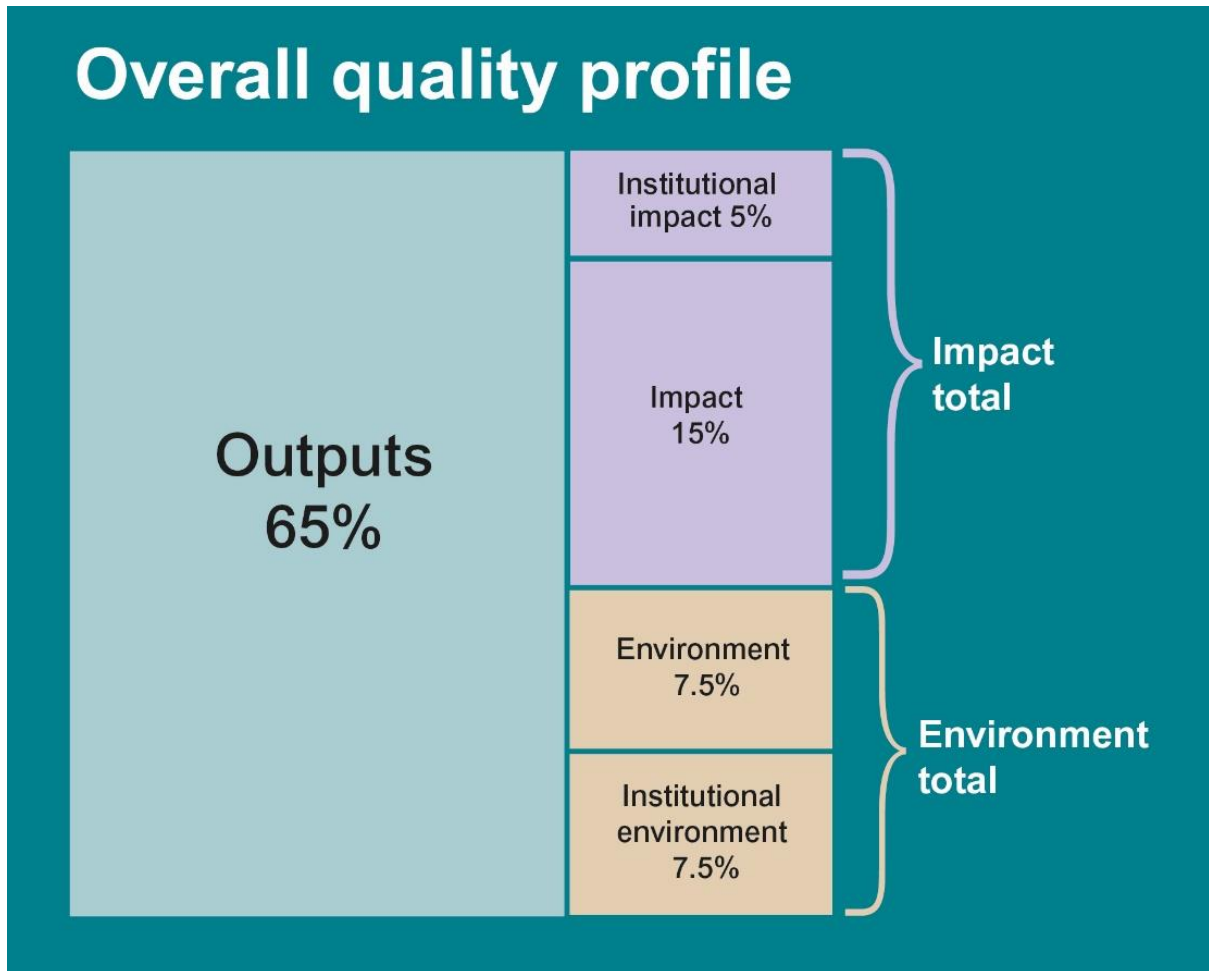 Overall quality profile
Outputs
65%
Institutional
impact 5%
Impact
15%
Impact
total
Environment
7.5%
Institutional
environment
7.5%
Environment
total